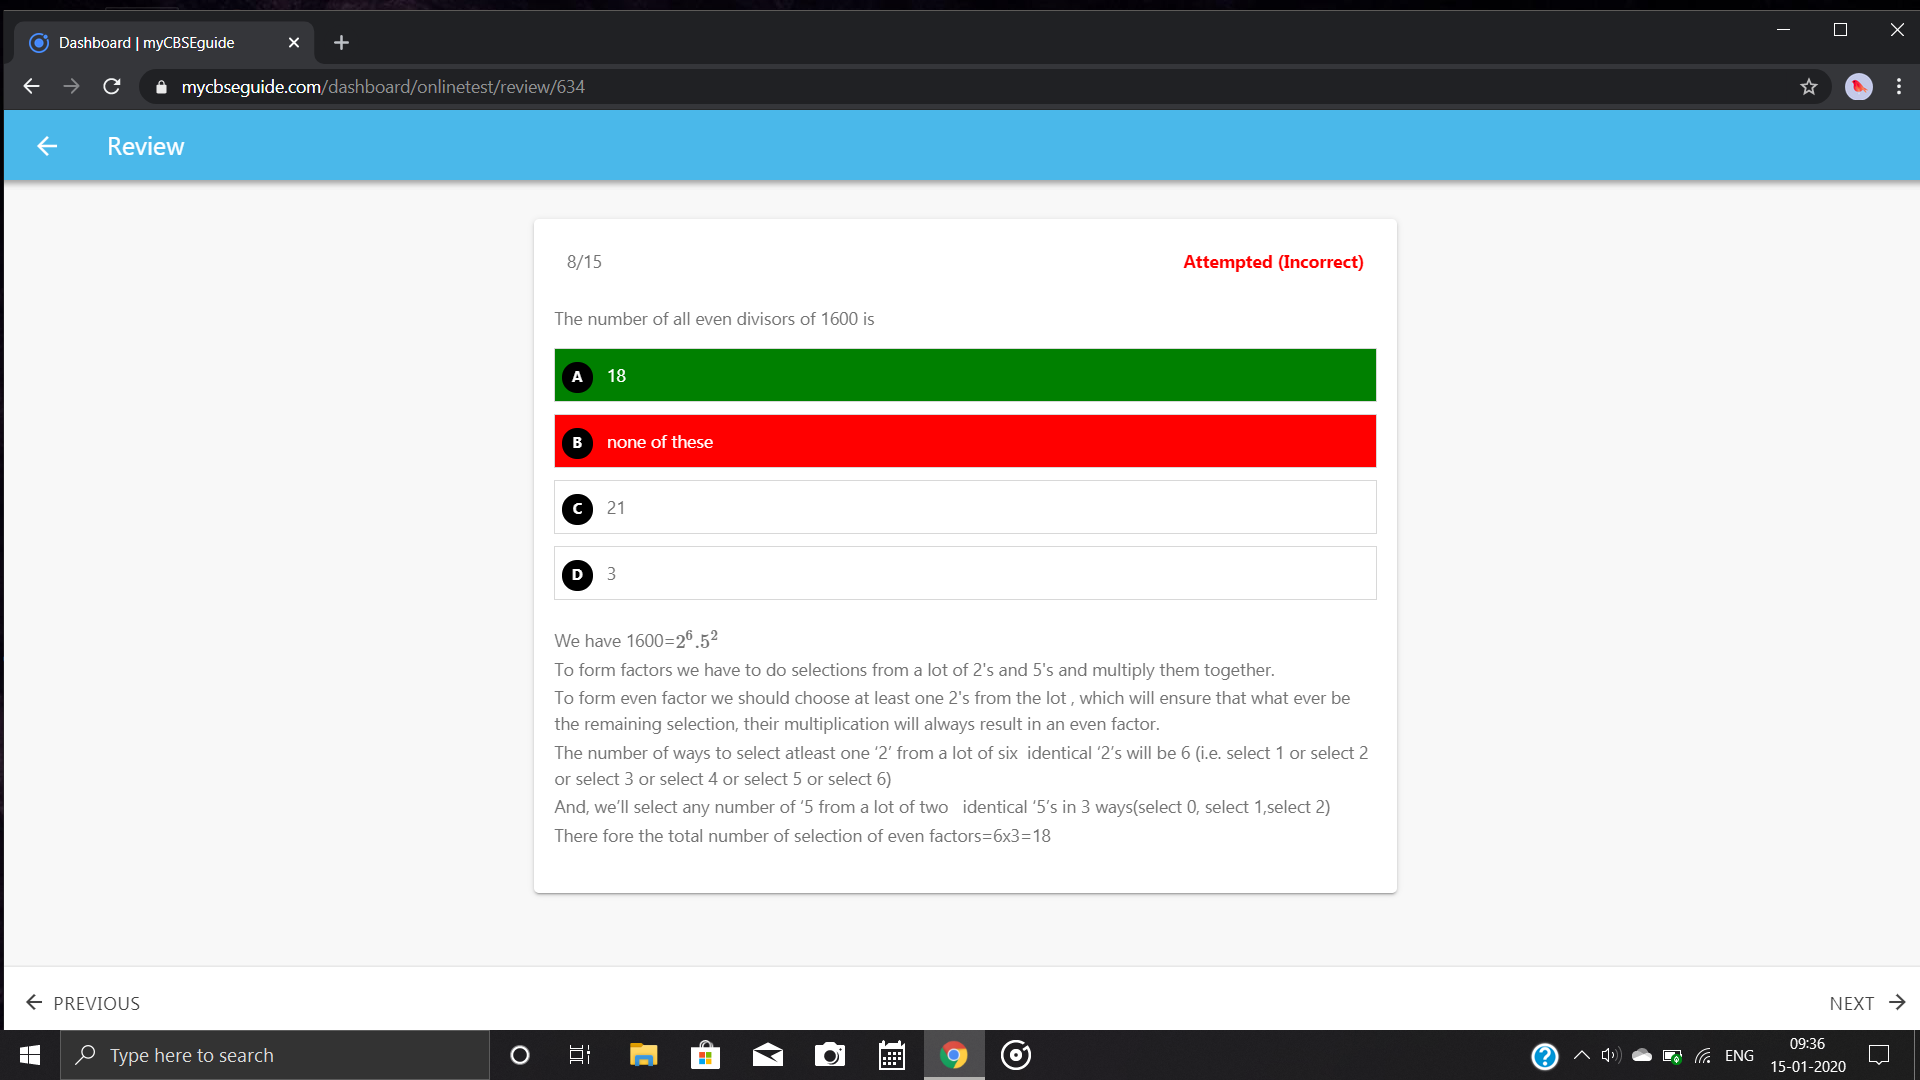 Dashboard | myCBSEguide
mycbseguide.com/dashboard/onlinetest/review/634
Review
8/15
Attempted (Incorrect)
The number of all even divisors of 1600 is
A 18
B none of these
C 21
D 3
We have 1600=2⁶.5²
To form factors we have to do selections from a lot of 2's and 5's and multiply them together.
To form even factor we should choose at least one 2's from the lot , which will ensure that what ever be
the remaining selection, their multiplication will always result in an even factor.
The number of ways to select atleast one ‘2’ from a lot of six  identical ‘2’s will be 6 (i.e. select 1 or select 2
or select 3 or select 4 or select 5 or select 6)
And, we’ll select any number of ‘5 from a lot of two   identical ‘5’s in 3 ways(select 0, select 1,select 2)
There fore the total number of selection of even factors=6x3=18
PREVIOUS
NEXT
Type here to search
ENG
09:36
15-01-2020